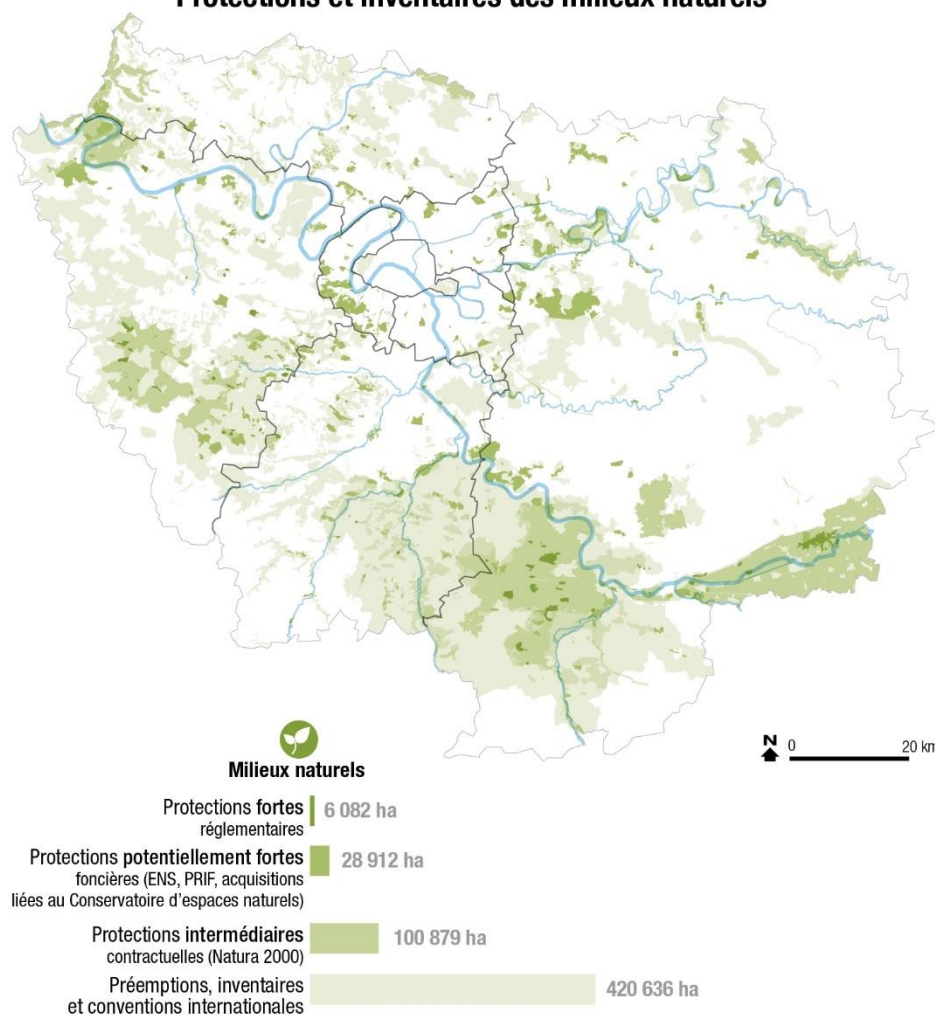 Protections et inventaires des milieux naturels
N 0 20 km
Milieux naturels
Protections fortes
réglementaires
6 082 ha
Protections potentiellement fortes
foncières (ENS, PRIF, acquisitions
liées au Conservatoire d'espaces naturels)
28 912 ha
Protections intermédiaires
contractuelles (Natura 2000)
100 879 ha
Préemptions, inventaires
et conventions internationales
420 636 ha